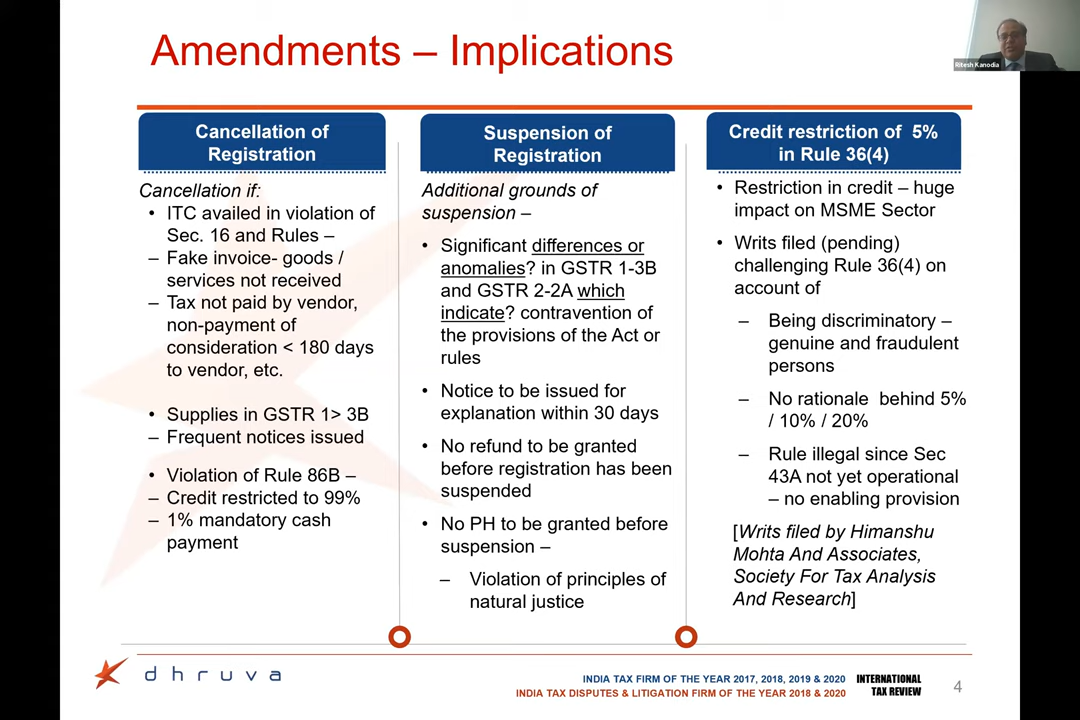 Amendments – Implications
Ritesh Kanodia
Cancellation of
Registration
Cancellation if:
• ITC availed in violation of
Sec. 16 and Rules –
– Fake invoice- goods /
services not received
– Tax not paid by vendor,
non-payment of
consideration < 180 days
to vendor, etc.
• Supplies in GSTR 1> 3B
– Frequent notices issued
• Violation of Rule 86B –
– Credit restricted to 99%
– 1% mandatory cash
payment
Suspension of
Registration
Additional grounds of
suspension –
• Significant differences or
anomalies? in GSTR 1-3B
and GSTR 2-2A which
indicate? contravention of
the provisions of the Act or
rules
• Notice to be issued for
explanation within 30 days
• No refund to be granted
before registration has been
suspended
• No PH to be granted before
suspension –
– Violation of principles of
natural justice
Credit restriction of 5%
in Rule 36(4)
• Restriction in credit – huge
impact on MSME Sector
• Writs filed (pending)
challenging Rule 36(4) on
account of
– Being discriminatory –
genuine and fraudulent
persons
– No rationale behind 5%
/ 10% / 20%
– Rule illegal since Sec
43A not yet operational
– no enabling provision
[Writs filed by Himanshu
Mohta And Associates,
Society For Tax Analysis
And Research]
dhruva
INDIA TAX FIRM OF THE YEAR 2017, 2018, 2019 & 2020
INDIA TAX DISPUTES & LITIGATION FIRM OF THE YEAR 2018 & 2020
INTERNATIONAL
TAX REVIEW
4